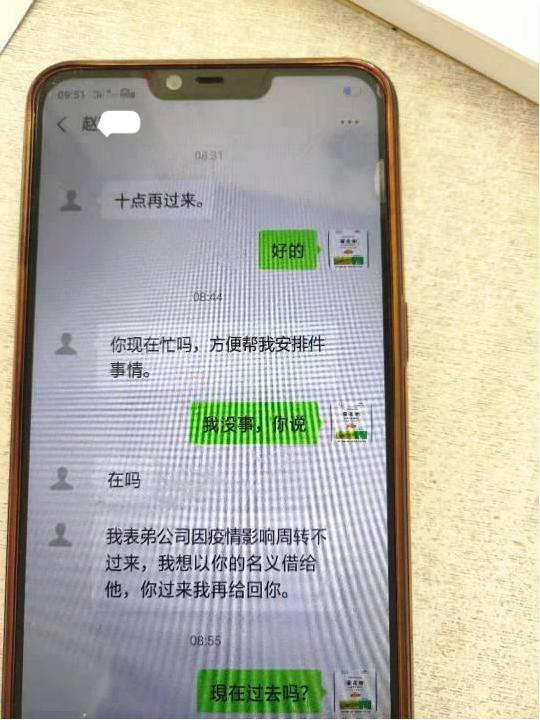 09:51
赵
08:31
十点再过来。
好的
08:44
你现在忙吗，方便帮我安排件
事情。
我没事，你说
在吗
我表弟公司因疫情影响周转不
过来，我想以你的名义借给
他，你过来我再给回你。
08:55
現在过去吗？